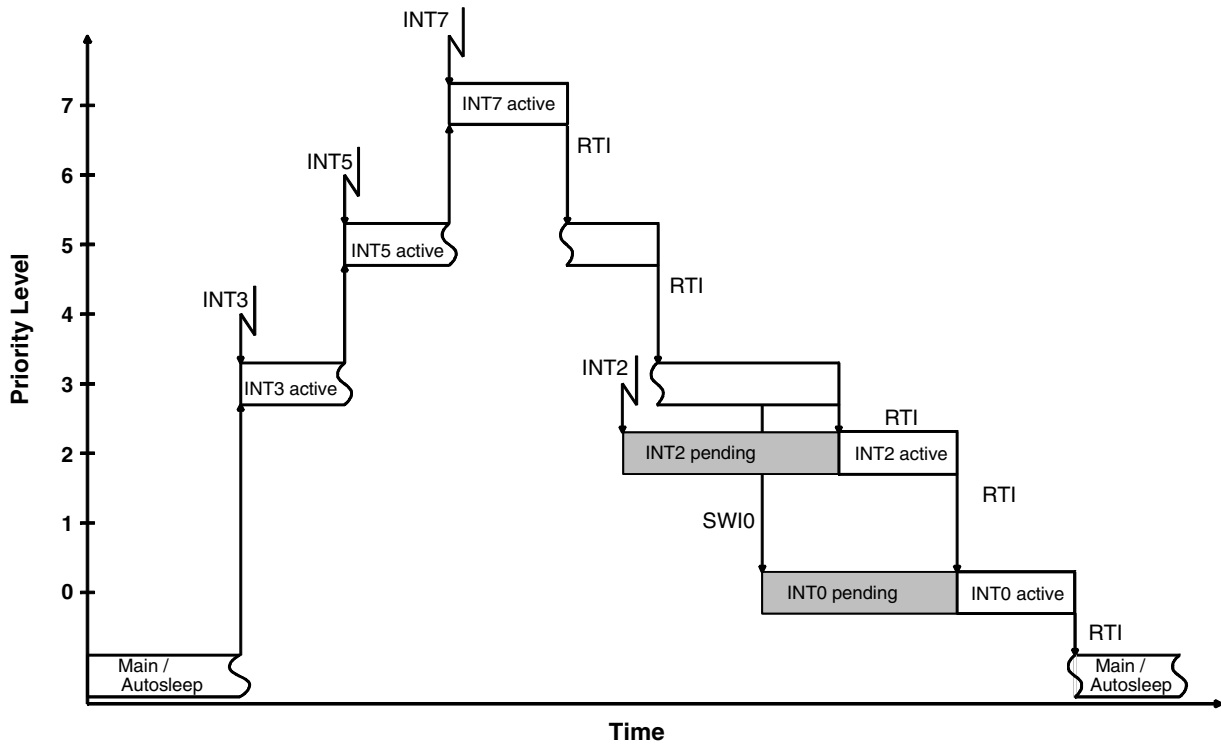 INT7
7
INT7 active
RTI
INT5
6
5
INT5 active
RTI
INT3
4
Priority Level
INT2
3
INT3 active
RTI
2
INT2 pending
INT2 active
RTI
1
SWI0
0
INT0 pending
INT0 active
RTI
Main /
Autosleep
Main /
Autosleep
Time